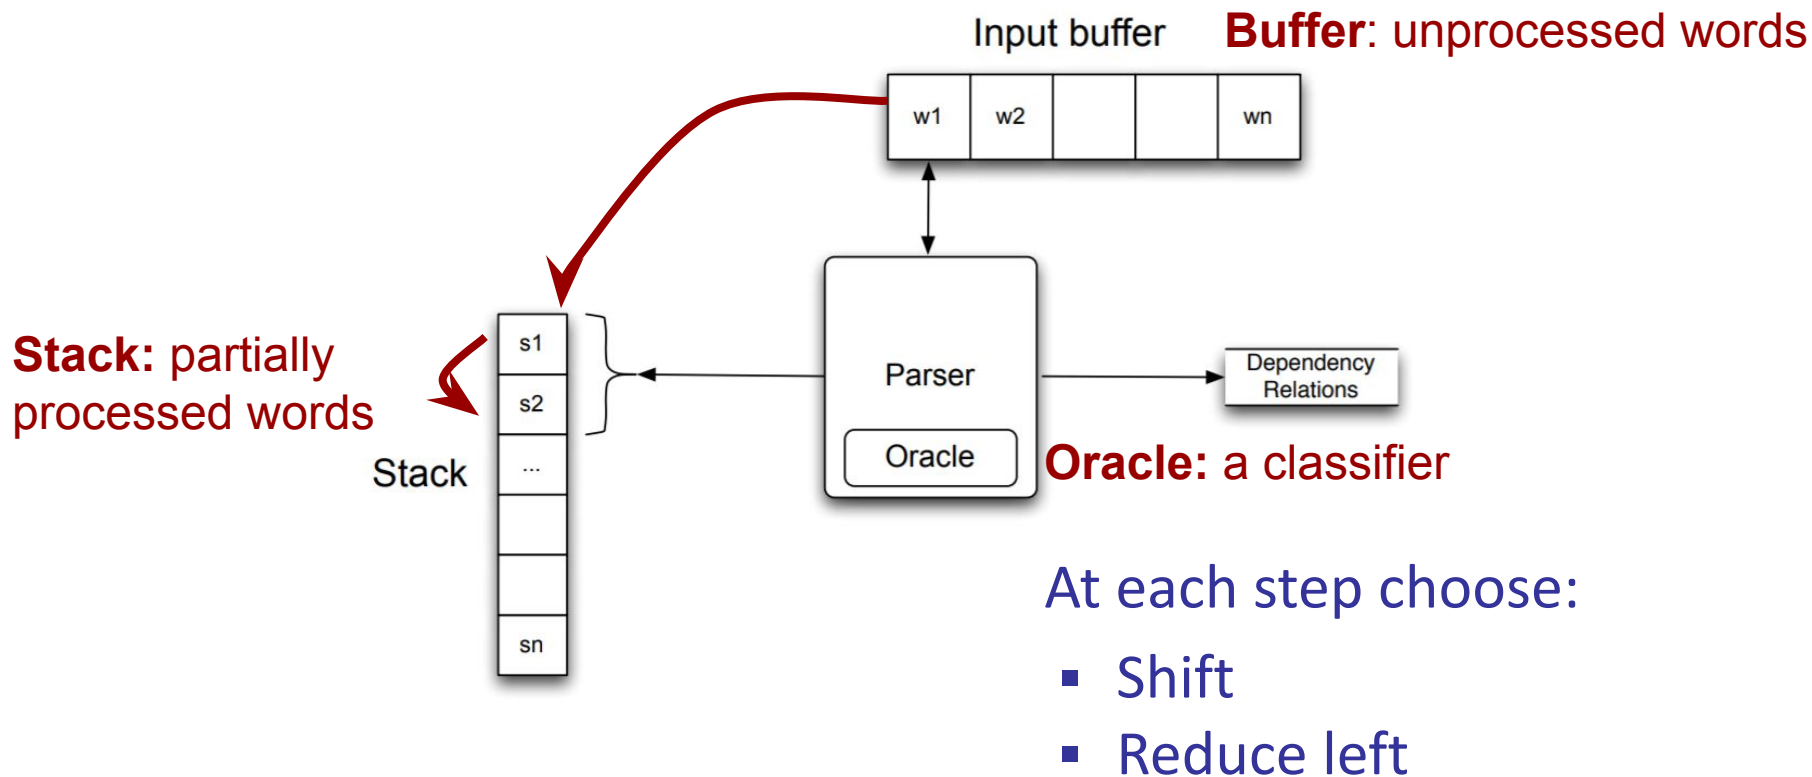 Input buffer
Buffer: unprocessed words
w1 w2 wn
Stack: partially
processed words
s1
s2
...
sn
Stack
Parser
Oracle
Dependency
Relations
Oracle: a classifier
At each step choose:
▪ Shift
▪ Reduce left